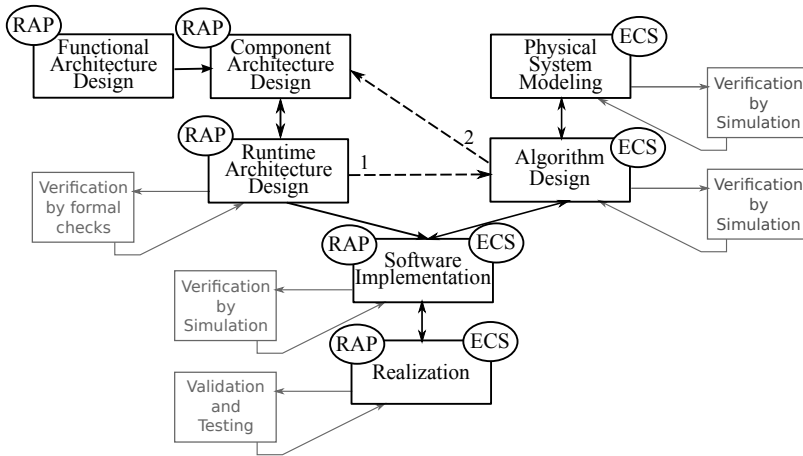 RAP
Functional
Architecture
Design
RAP
Component
Architecture
Design
Physical
System
Modeling
ECS
Verification
by
Simulation
RAP
Runtime
Architecture
Design
1
2
Algorithm
Design
ECS
Verification
by formal
checks
Verification
by
Simulation
RAP
ECS
Software
Implementation
Verification
by
Simulation
RAP
ECS
Realization
Validation
and
Testing